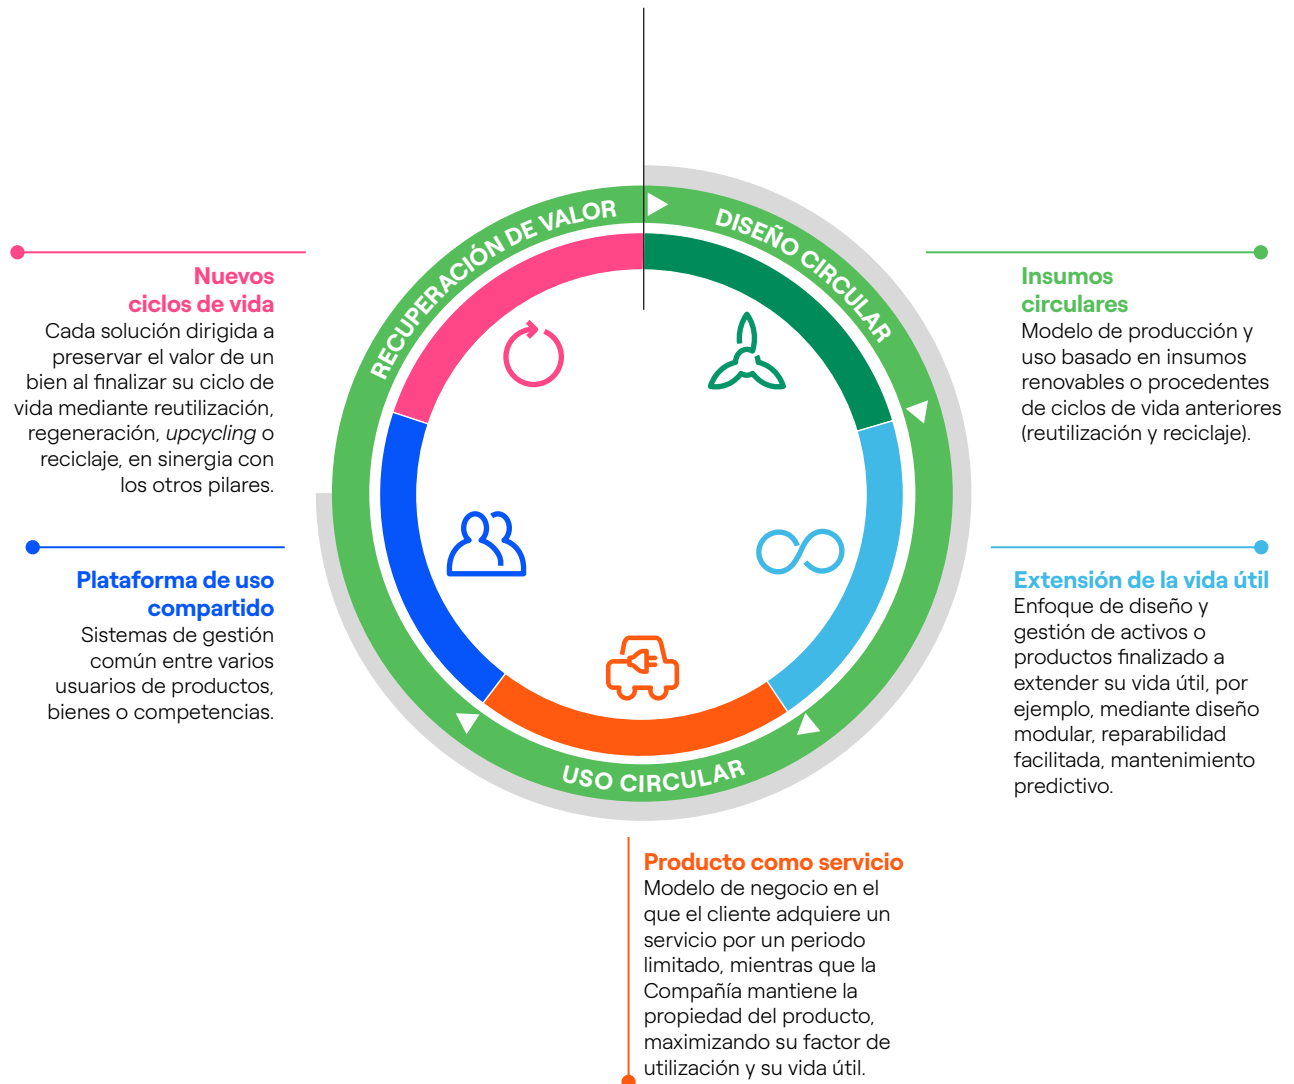 RECUPERACIÓN DE VALOR
DISEÑO CIRCULAR
USO CIRCULAR
Nuevos
ciclos de vida
Cada solución dirigida a
preservar el valor de un
bien al finalizar su ciclo de
vida mediante reutilización,
regeneración, upcycling o
reciclaje, en sinergia con
los otros pilares.
Insumos
circulares
Modelo de producción y
uso basado en insumos
renovables o procedentes
de ciclos de vida anteriores
(reutilización y reciclaje).
Plataforma de uso
compartido
Sistemas de gestión
común entre varios
usuarios de productos,
bienes o competencias.
Extensión de la vida útil
Enfoque de diseño y
gestión de activos o
productos finalizado a
extender su vida útil, por
ejemplo, mediante diseño
modular, reparabilidad
facilitada, mantenimiento
predictivo.
Producto como servicio
Modelo de negocio en el
que el cliente adquiere un
servicio por un periodo
limitado, mientras que la
Compañía mantiene la
propiedad del producto,
maximizando su factor de
utilización y su vida útil.